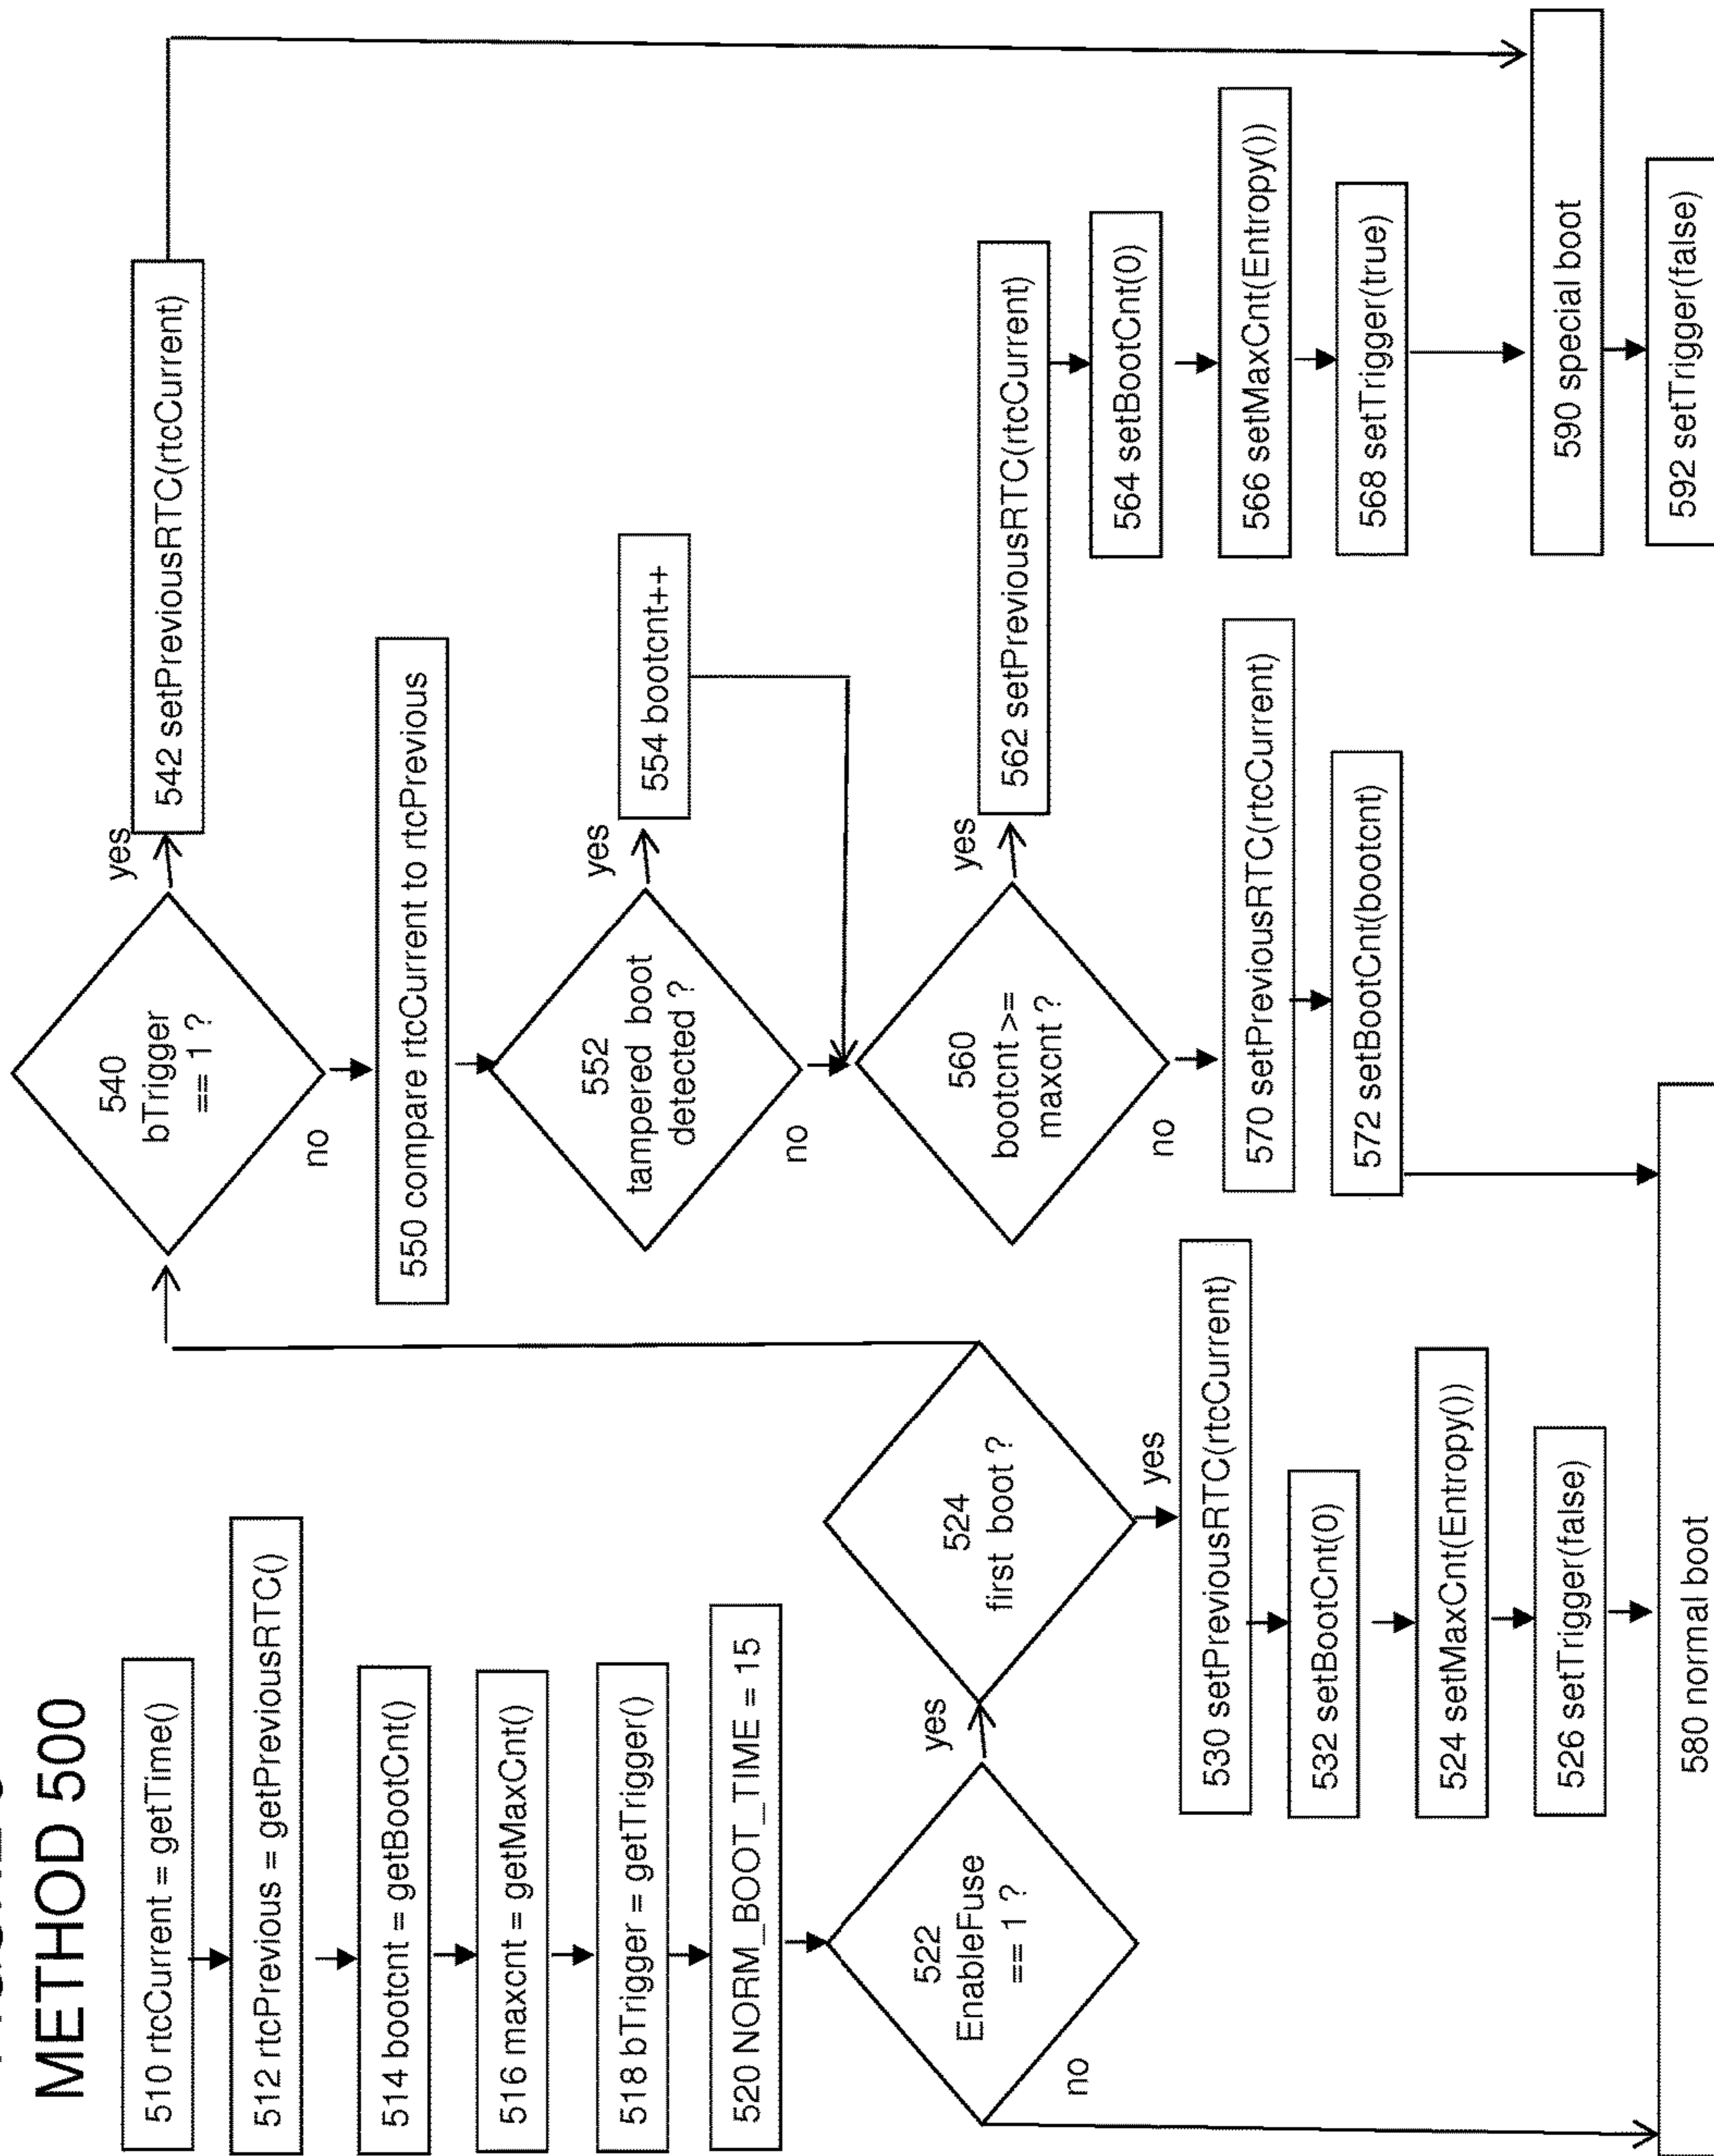 METHOD 500
510 rtcCurrent = getTime()
512 rtcPrevious = getPreviousRTC()
514 bootcnt = getBootCnt()
516 maxcnt = getMaxCnt()
518 bTrigger = getTrigger()
520 NORM_BOOT_TIME = 15
522
EnableFuse
== 1 ?
yes
no
524
first boot ?
yes
530 setPreviousRTC(rtcCurrent)
532 setBootCnt(0)
524 setMaxCnt(Entropy())
526 setTrigger(false)
580 normal boot
540
bTrigger
== 1 ?
yes
no
542 setPreviousRTC(rtcCurrent)
550 compare rtcCurrent to rtcPrevious
552
tampered boot
detected ?
yes
no
554 bootcnt++
560
bootcnt >=
maxcnt ?
yes
no
562 setPreviousRTC(rtcCurrent)
564 setBootCnt(0)
566 setMaxCnt(Entropy())
568 setTrigger(true)
570 setPreviousRTC(rtcCurrent)
572 setBootCnt(bootcnt)
590 special boot
592 setTrigger(false)